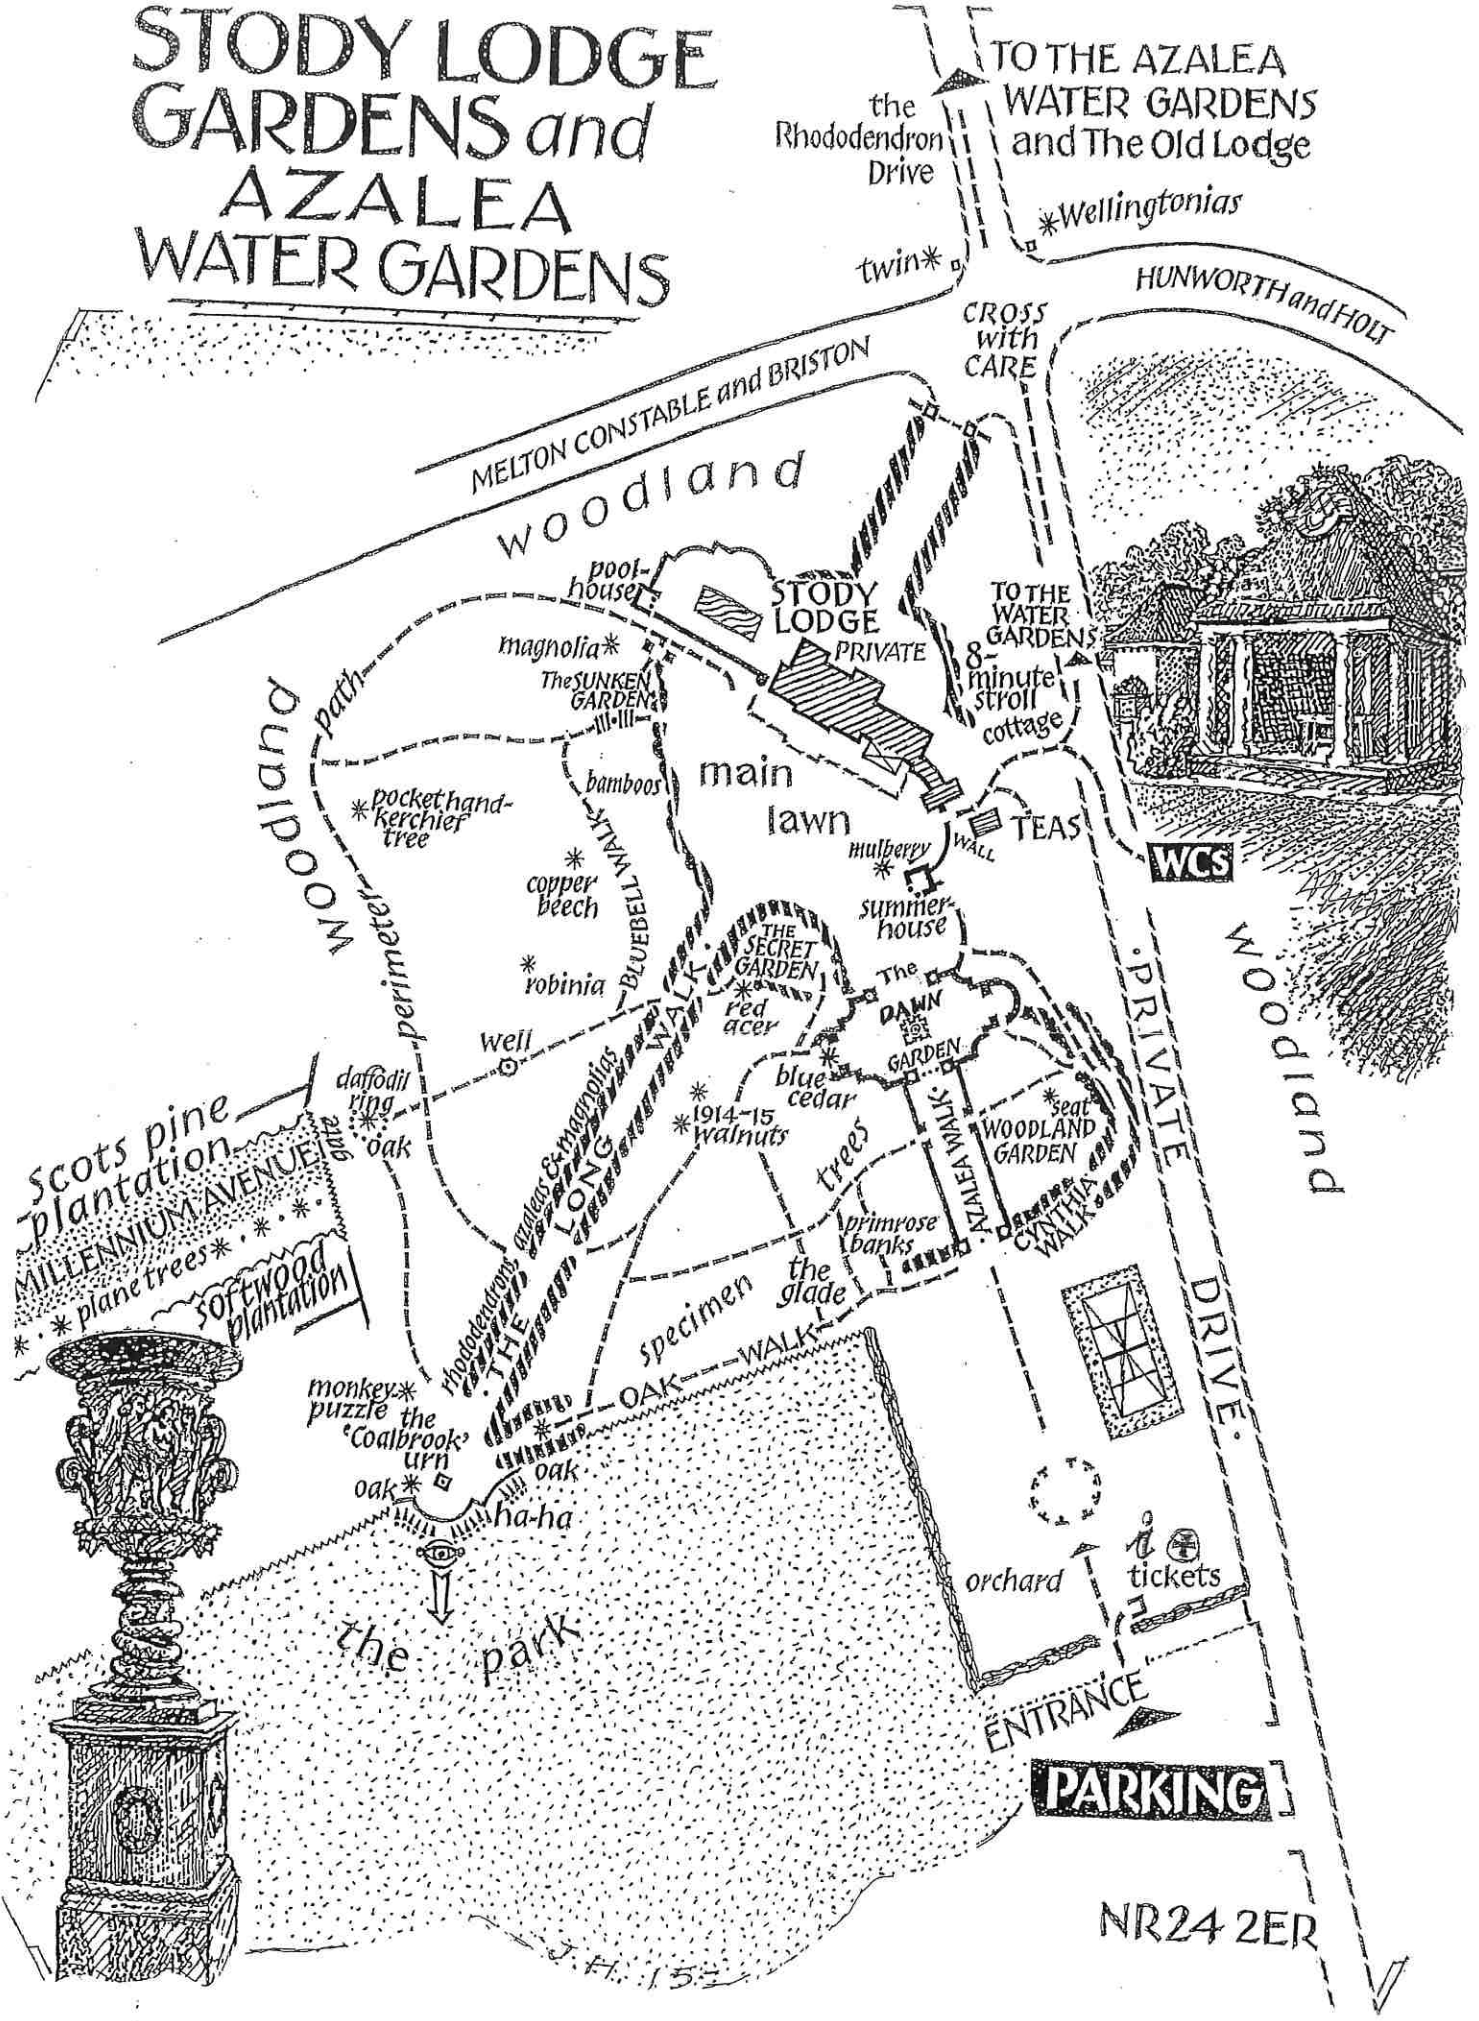 STODY LODGE
GARDENS and
AZALEA
WATER GARDENS
TO THE AZALEA
WATER GARDENS
and The Old Lodge
the
Rhododendron
Drive
Wellingtonias
twin
HUNWORTH and HOLT
CROSS
with
CARE
MELTON CONSTABLE and BRISTON
woodland
pool-
house
STODY
LODGE
PRIVATE
TO THE
WATER
GARDENS
8-
minute
stroll
cottage
magnolia
The SUNKEN
GARDEN
woodland
path
bamboos
main
lawn
pocket hand-
kerchief
tree
mulberry
WALL
TEAS
WCs
copper
beech
BLUEBELL WALK
summer-
house
perimeter
robinia
THE
SECRET
GARDEN
red
acer
The
DAWN
GARDEN
woodland
well
blue
cedar
daffodil
ring
oak
gate
1914-15
walnuts
seat
WOODLAND
GARDEN
AZALEA WALK
CYNTHIA
WALK
Scots pine
plantation
MILLENNIUM AVENUE
plane trees
softwood
plantation
rhododendrons azaleas & magnolias
THE LONG WALK
primrose
banks
the
glade
specimen trees
PRIVATE DRIVE
monkey
puzzle
the
'Coalbrook'
urn
oak
OAK WALK
oak
ha-ha
orchard
i
tickets
the park
ENTRANCE
PARKING
NR24 2ER
J.H. 15